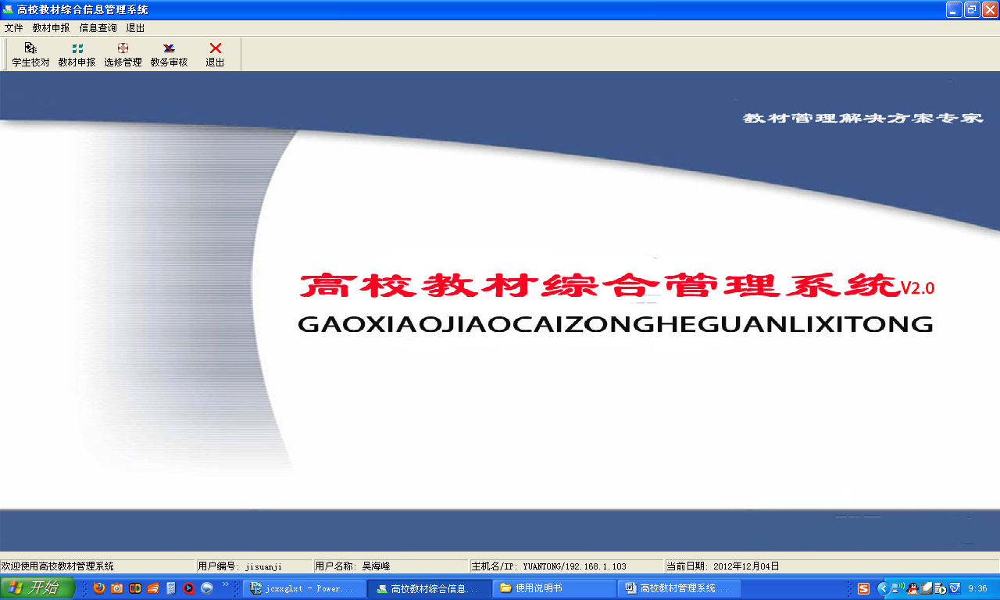 高校教材综合信息管理系统
文件 教材申报 信息查询 退出
学生校对 教材申报 选修管理 教务审核 退出
教材管理解决方案专家
高校教材综合管理系统V2.0
GAOXIAOJIAOCAIZONGHEGUANLIXITONG
欢迎使用高校教材管理系统 用户编号: jisuanji 用户名称: 吴海峰 主机名/IP: YUANTONG/192.168.1.103 当前日期: 2012年12月04日
开始 jcxxglxt - Power... 高校教材综合信息... 使用说明书 高校教材管理系统... 9:36